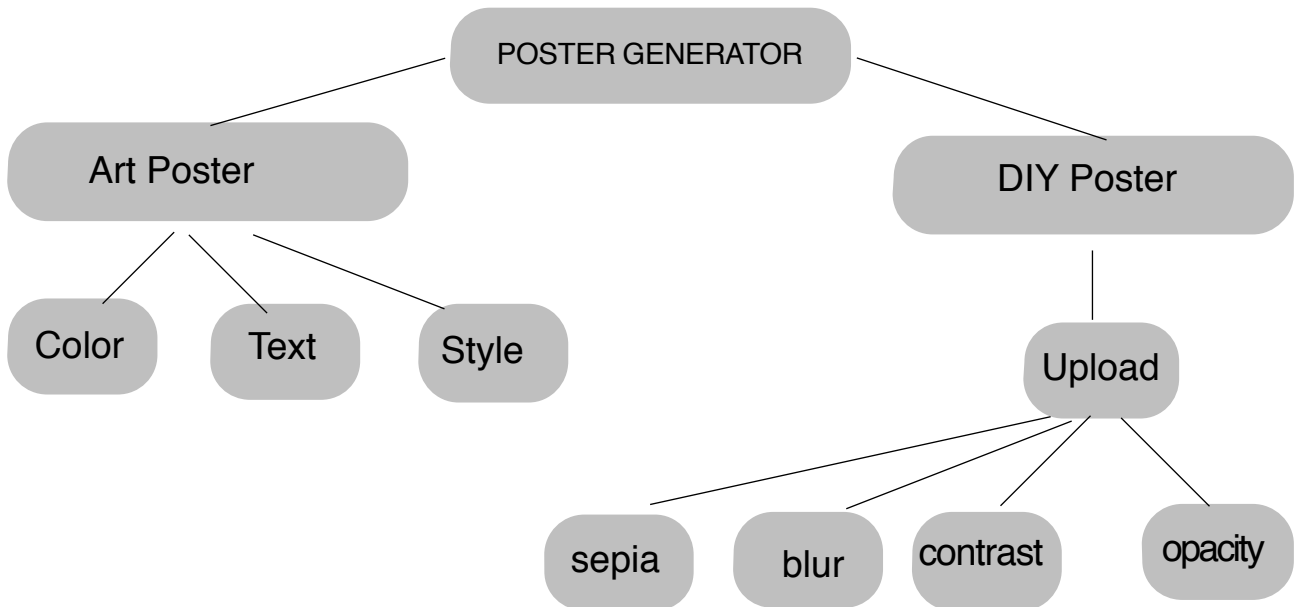 POSTER GENERATOR
Art Poster
DIY Poster
Color
Text
Style
Upload
sepia
blur
contrast
opacity